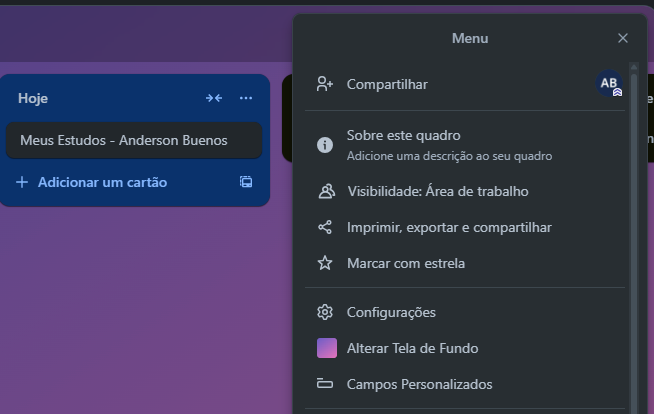 Menu
Compartilhar
AB
Hoje
Meus Estudos - Anderson Buenos
Adicionar um cartão
Sobre este quadro
Adicione uma descrição ao seu quadro
Visibilidade: Área de trabalho
Imprimir, exportar e compartilhar
Marcar com estrela
Configurações
Alterar Tela de Fundo
Campos Personalizados